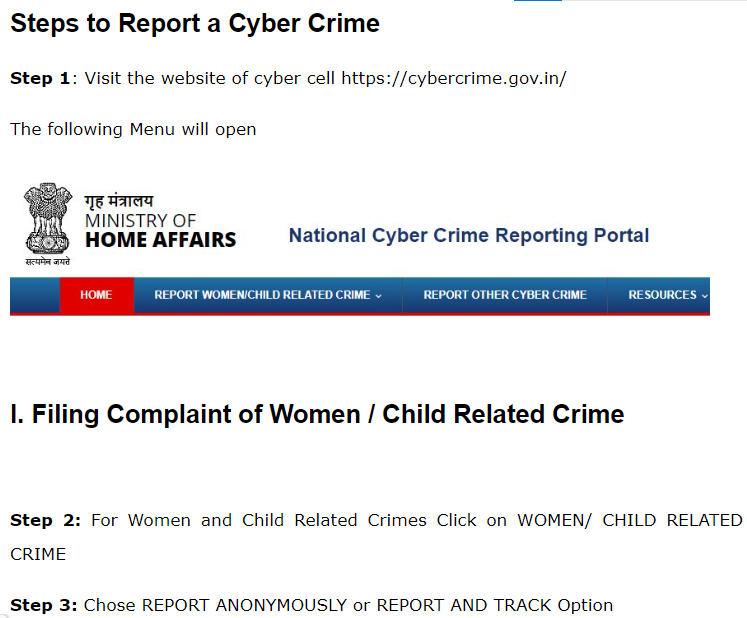 Steps to Report a Cyber Crime
Step 1: Visit the website of cyber cell https://cybercrime.gov.in/
The following Menu will open
गृह मंत्रालय
MINISTRY OF
HOME AFFAIRS
सत्यमेव जयते
National Cyber Crime Reporting Portal
HOME REPORT WOMEN/CHILD RELATED CRIME REPORT OTHER CYBER CRIME RESOURCES
I. Filing Complaint of Women / Child Related Crime
Step 2: For Women and Child Related Crimes Click on WOMEN/ CHILD RELATED
CRIME
Step 3: Chose REPORT ANONYMOUSLY or REPORT AND TRACK Option